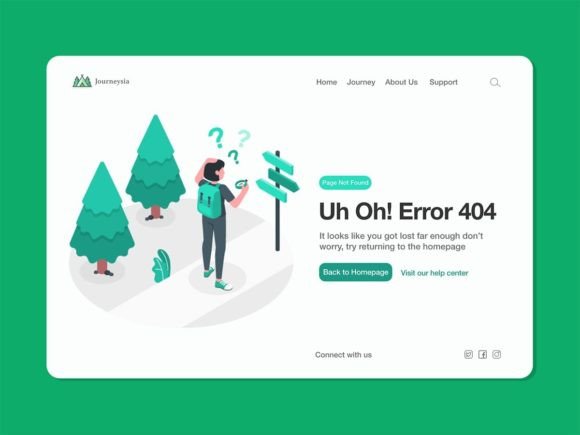 Journeysia
Home Journey About Us Support
? ? ?
Page Not Found
Uh Oh! Error 404
It looks like you got lost far enough don't
worry, try returning to the homepage
Back to Homepage Visit our help center
Connect with us